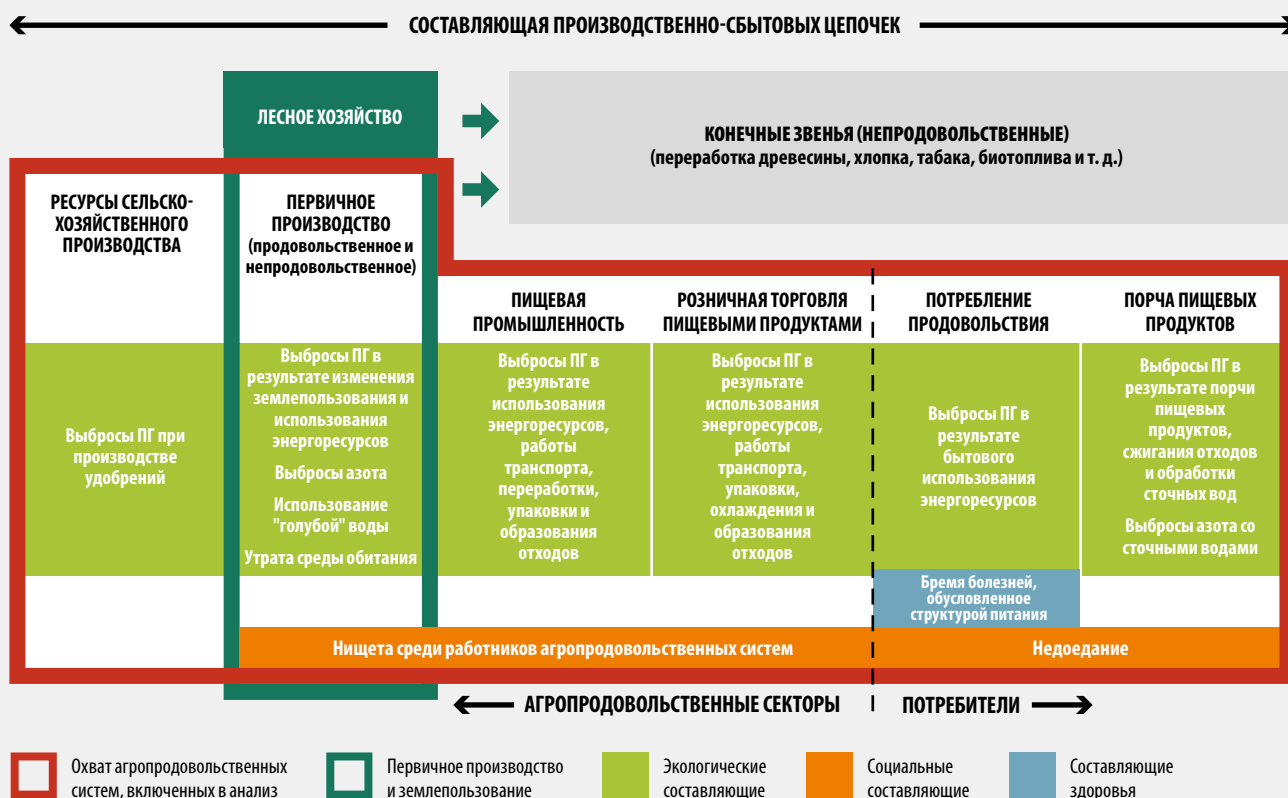 СОСТАВЛЯЮЩАЯ ПРОИЗВОДСТВЕННО-СБЫТОВЫХ ЦЕПОЧЕК
ЛЕСНОЕ ХОЗЯЙСТВО
КОНЕЧНЫЕ ЗВЕНЬЯ (НЕПРОДОВОЛЬСТВЕННЫЕ)
(переработка древесины, хлопка, табака, биотоплива и т. д.)
РЕСУРСЫ СЕЛЬСКО-
ХОЗЯЙСТВЕННОГО
ПРОИЗВОДСТВА
ПЕРВИЧНОЕ
ПРОИЗВОДСТВО
(продовольственное и
непродовольственное)
ПИЩЕВАЯ
ПРОМЫШЛЕННОСТЬ
РОЗНИЧНАЯ ТОРГОВЛЯ
ПИЩЕВЫМИ ПРОДУКТАМИ
ПОТРЕБЛЕНИЕ
ПРОДОВОЛЬСТВИЯ
ПОРЧА ПИЩЕВЫХ
ПРОДУКТОВ
Выбросы ПГ при
производстве
удобрений
Выбросы ПГ в
результате изменения
землепользования и
использования
энергоресурсов
Выбросы азота
Использование
"голубой" воды
Утрата среды обитания
Выбросы ПГ в
результате
использования
энергоресурсов,
работы
транспорта,
переработки,
упаковки и
образования
отходов
Выбросы ПГ в
результате
использования
энергоресурсов,
работы
транспорта,
упаковки,
охлаждения и
образования
отходов
Выбросы ПГ в
результате
бытового
использования
энергоресурсов
Выбросы ПГ в
результате порчи
пищевых
продуктов,
сжигания отходов
и обработки
сточных вод
Выбросы азота со
сточными водами
Бремя болезней,
обусловленное
структурой питания
Нищета среди работников агропродовольственных систем
Недоедание
АГРОПРОДОВОЛЬСТВЕННЫЕ СЕКТОРЫ
ПОТРЕБИТЕЛИ
Охват агропродовольственных
систем, включенных в анализ
Первичное производство
и землепользование
Экологические
составляющие
Социальные
составляющие
Составляющие
здоровья